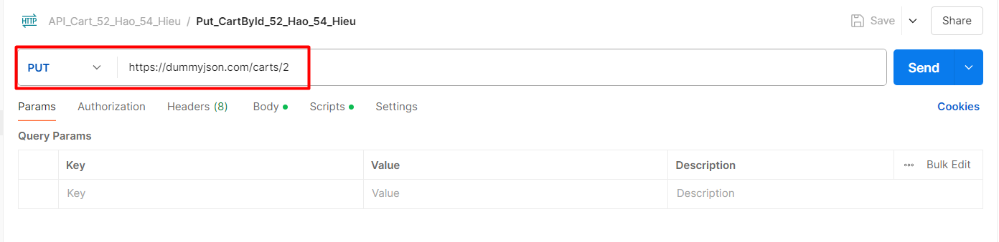 HTTP API_Cart_52_Hao_54_Hieu / Put_CartById_52_Hao_54_Hieu Save Share
PUT https://dummyjson.com/carts/2 Send
Params Authorization Headers (8) Body Scripts Settings Cookies
Query Params
Key Value Description Bulk Edit
Key Value Description